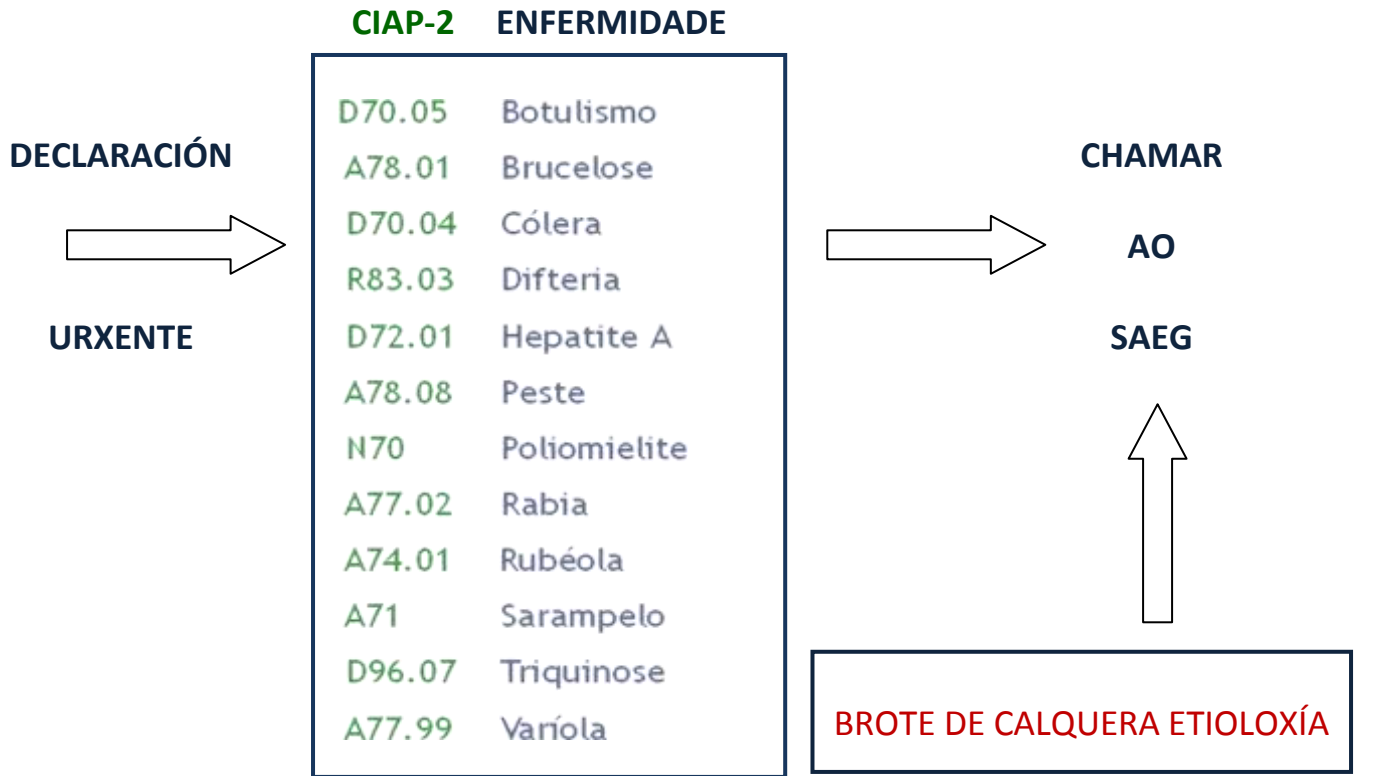 CIAP-2 ENFERMIDADE
DECLARACIÓN
URXENTE
D70.05 Botulismo
A78.01 Brucelose
D70.04 Cólera
R83.03 Difteria
D72.01 Hepatite A
A78.08 Peste
N70 Poliomielite
A77.02 Rabia
A74.01 Rubéola
A71 Sarampelo
D96.07 Triquinose
A77.99 Varíola
CHAMAR
AO
SAEG
BROTE DE CALQUERA ETIOLOXÍA